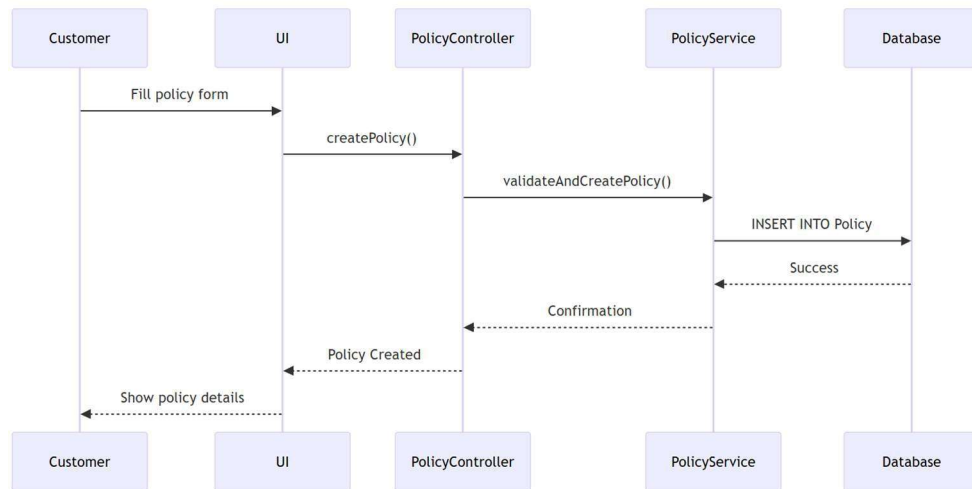 Customer UI PolicyController PolicyService Database
Fill policy form
createPolicy()
validateAndCreatePolicy()
INSERT INTO Policy
Success
Confirmation
Policy Created
Show policy details
Customer UI PolicyController PolicyService Database